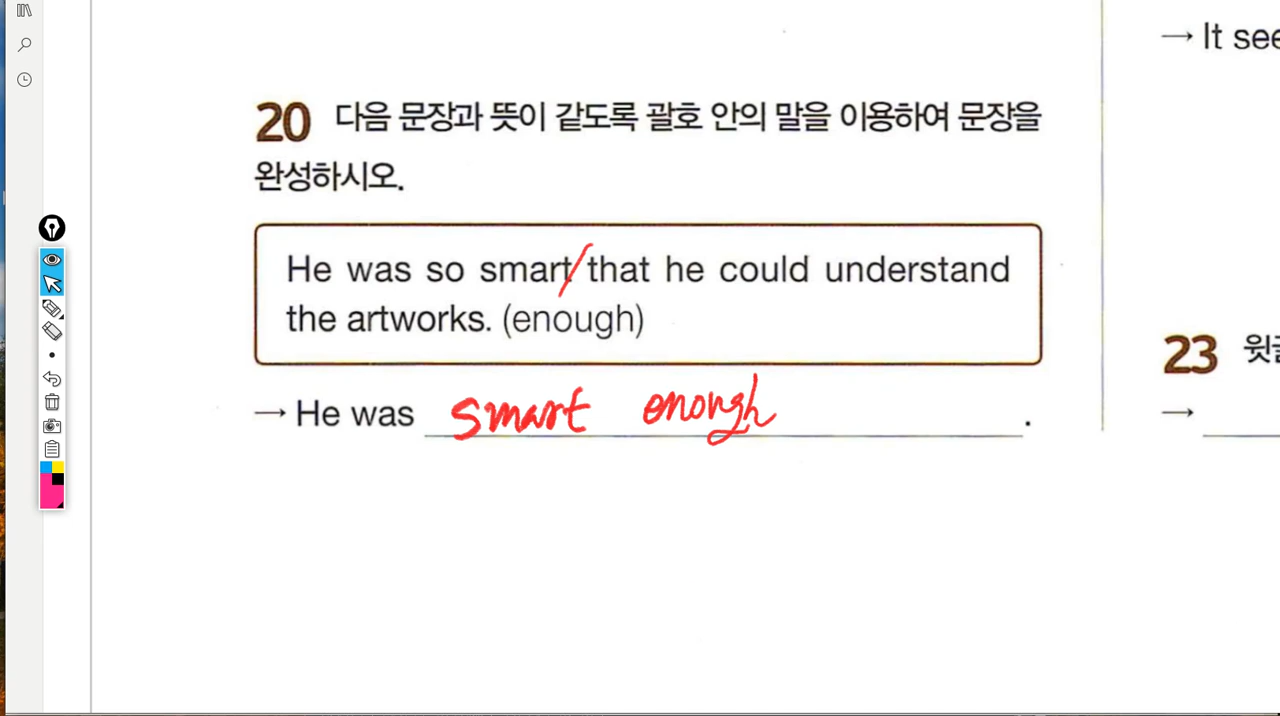 → It see
20 다음 문장과 뜻이 같도록 괄호 안의 말을 이용하여 문장을
완성하시오.
He was so smart/that he could understand
the artworks. (enough)
→ He was smart enough .
23 윗글
→